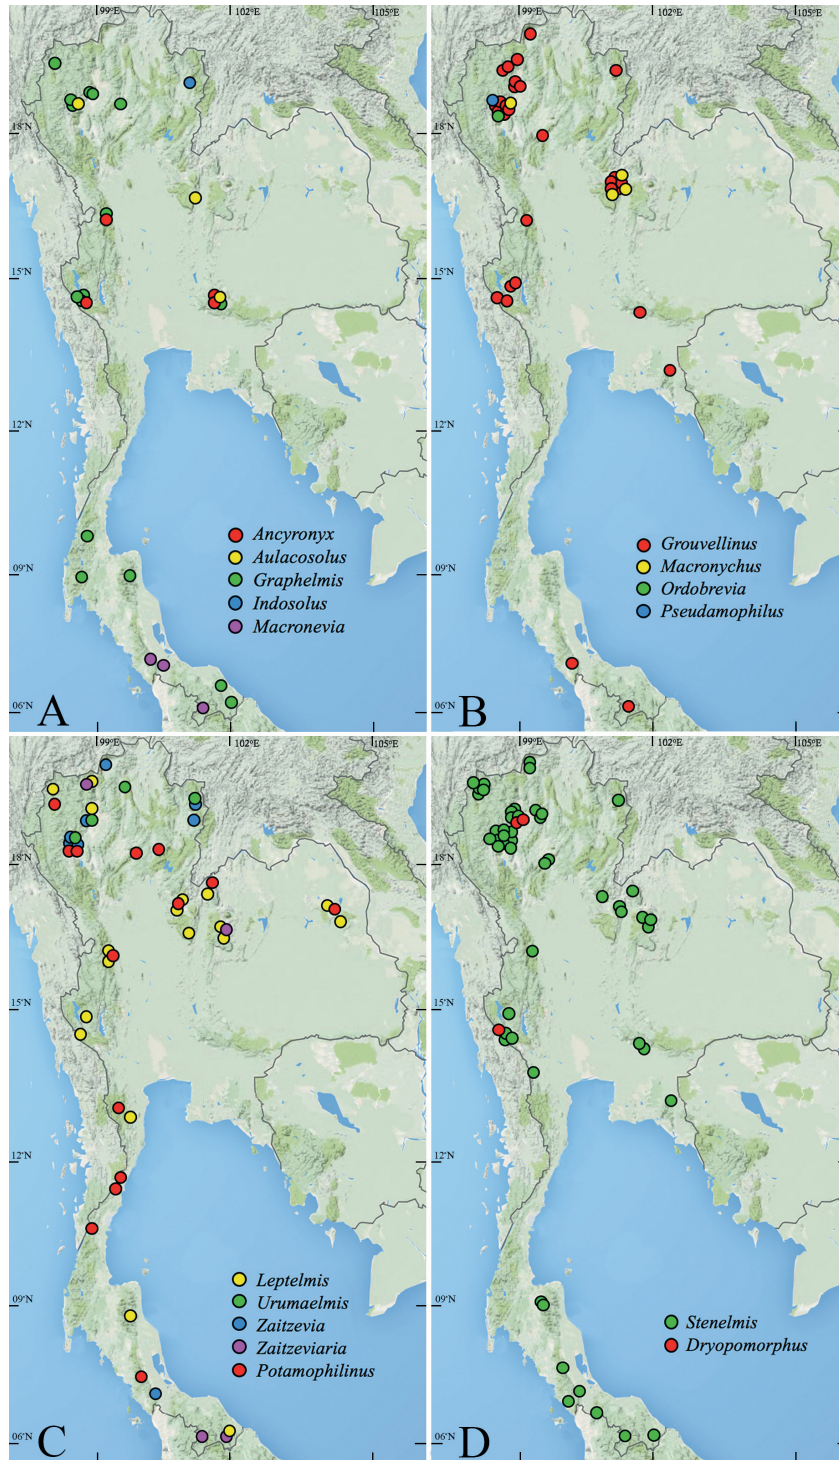 99°E 102°E 105°E
18°N
15°N
12°N
09°N
06°N
Ancyronyx
Aulacosolus
Graphelmis
Indosolus
Macronevia
A
99°E 102°E 105°E
18°N
15°N
12°N
09°N
06°N
Grouvellinus
Macronychus
Ordobrevia
Pseudamophilus
B
99°E 102°E 105°E
18°N
15°N
12°N
09°N
06°N
Leptelmis
Urumaelmis
Zaitzevia
Zaitzeviaria
Potamophilinus
C
99°E 102°E 105°E
18°N
15°N
12°N
09°N
06°N
Stenelmis
Dryopomorphus
D